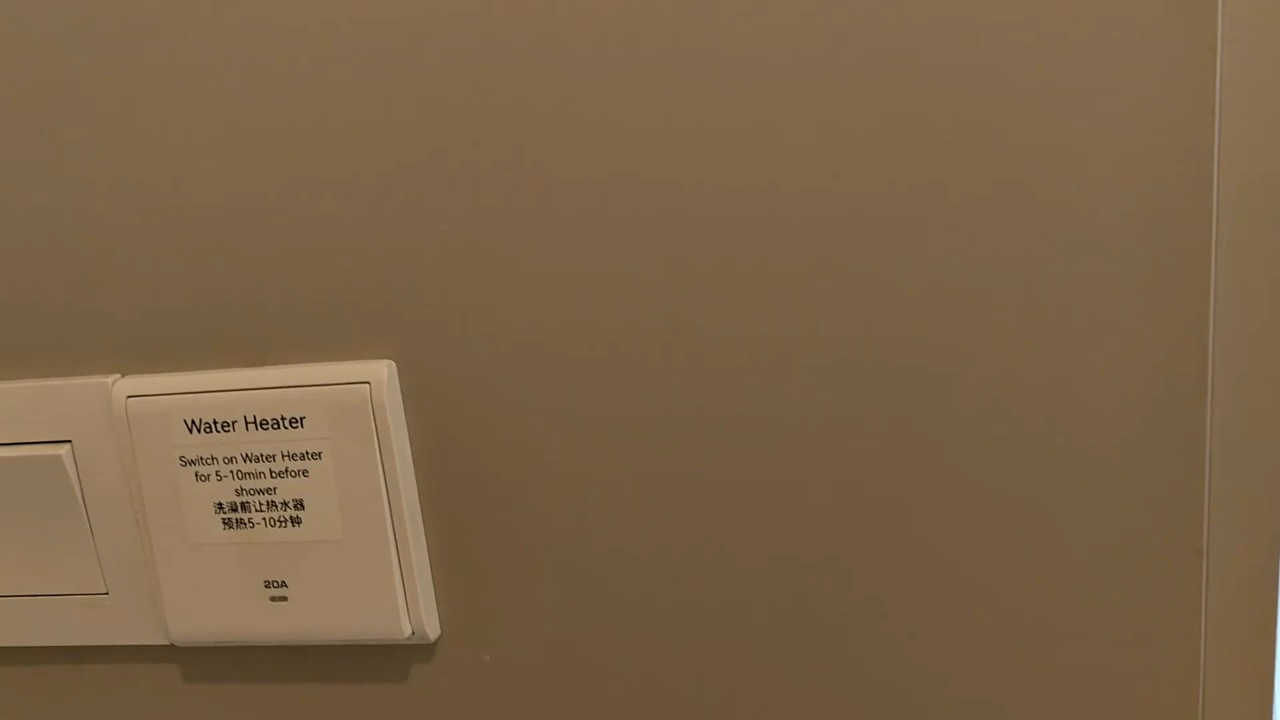 Water Heater
Switch on Water Heater
for 5-10min before
shower
洗澡前让热水器
预热5-10分钟
20A